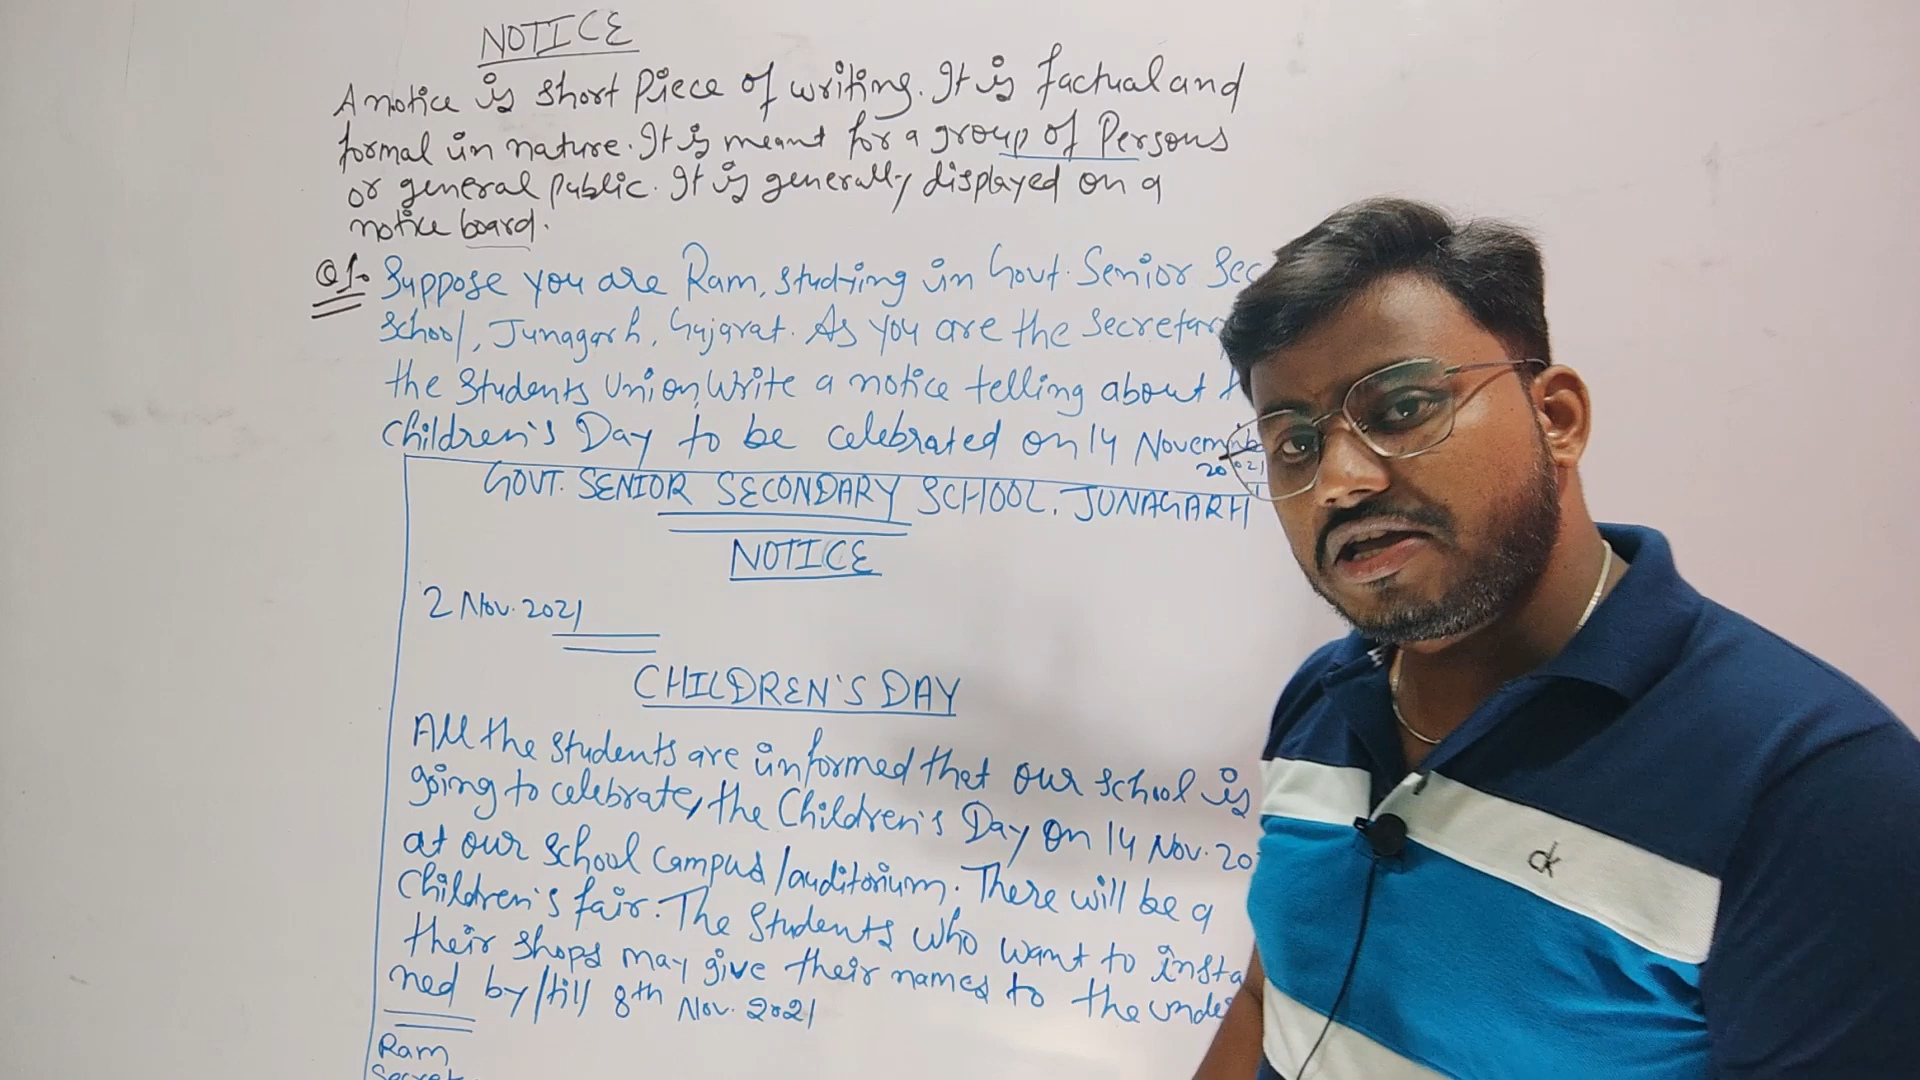 NOTICE
A notice is short Piece of writing. It is factual and
formal in nature. It is meant for a group of Persons
or general public. It is generally displayed on a
notice board.
Q1. Suppose you are Ram, studying in Govt. Senior Sec
School, Junagarh, Gujarat. As you are the Secretary
the Students Union, Write a notice telling about
Children's Day to be celebrated on 14 Novem
2021
GOVT. SENIOR SECONDARY SCHOOL, JUNAGARH
NOTICE
2 Nov. 2021
CHILDREN'S DAY
All the students are informed that our school is
going to celebrate, the Children's Day on 14 Nov. 20
at our school campus/auditorium. There will be a
Children's fair. The students who want to insta
their shops may give their names to the unde
ned by/till 8th Nov. 2021
Ram
Secret
ck